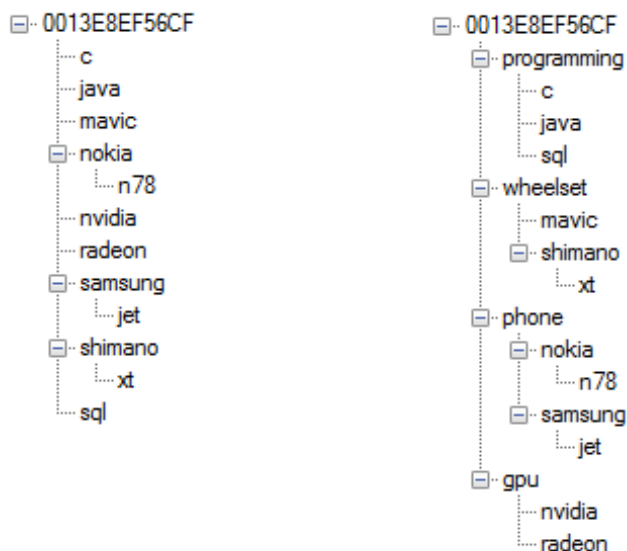 0013E8EF56CF
c
java
mavic
nokia
n78
nvidia
radeon
samsung
jet
shimano
xt
sql
0013E8EF56CF
programming
c
java
sql
wheelset
mavic
shimano
xt
phone
nokia
n78
samsung
jet
gpu
nvidia
radeon